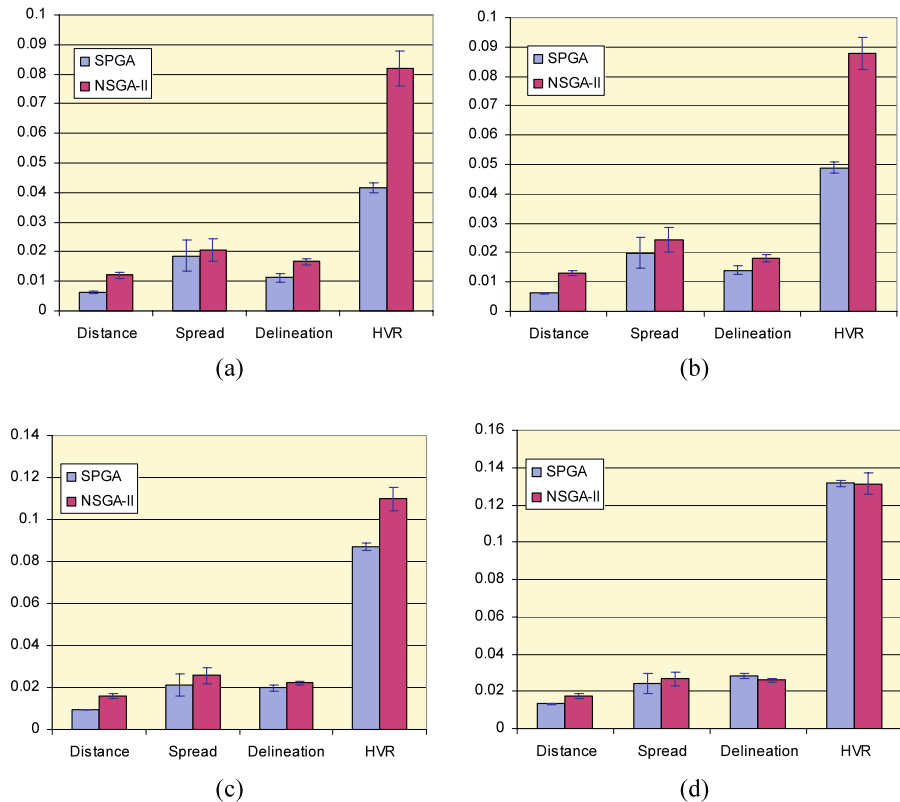 0.1
0.09
0.08
0.07
0.06
0.05
0.04
0.03
0.02
0.01
0
SPGA
NSGA-II
Distance Spread Delineation HVR
(a)
0.1
0.09
0.08
0.07
0.06
0.05
0.04
0.03
0.02
0.01
0
SPGA
NSGA-II
Distance Spread Delineation HVR
(b)
0.14
0.12
0.1
0.08
0.06
0.04
0.02
0
SPGA
NSGA-II
Distance Spread Delineation HVR
(c)
0.16
0.14
0.12
0.1
0.08
0.06
0.04
0.02
0
SPGA
NSGA-II
Distance Spread Delineation HVR
(d)